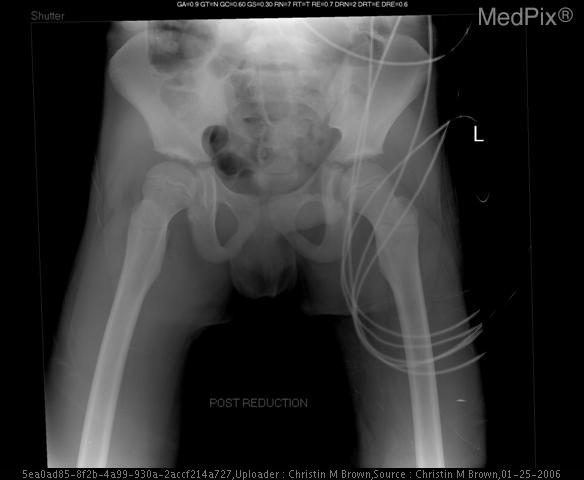 GA=0.9 GT=N GC=0.60 GS=0.30 RN=7 RT=T RE=0.7 DRN=2 DRT=E DRE=0.6
Shutter
MedPix®
L
POST REDUCTION
5ea0ad85-8f2b-4a99-930a-2accf214a727,Uploader : Christin M Brown,Source : Christin M Brown,01-25-2006